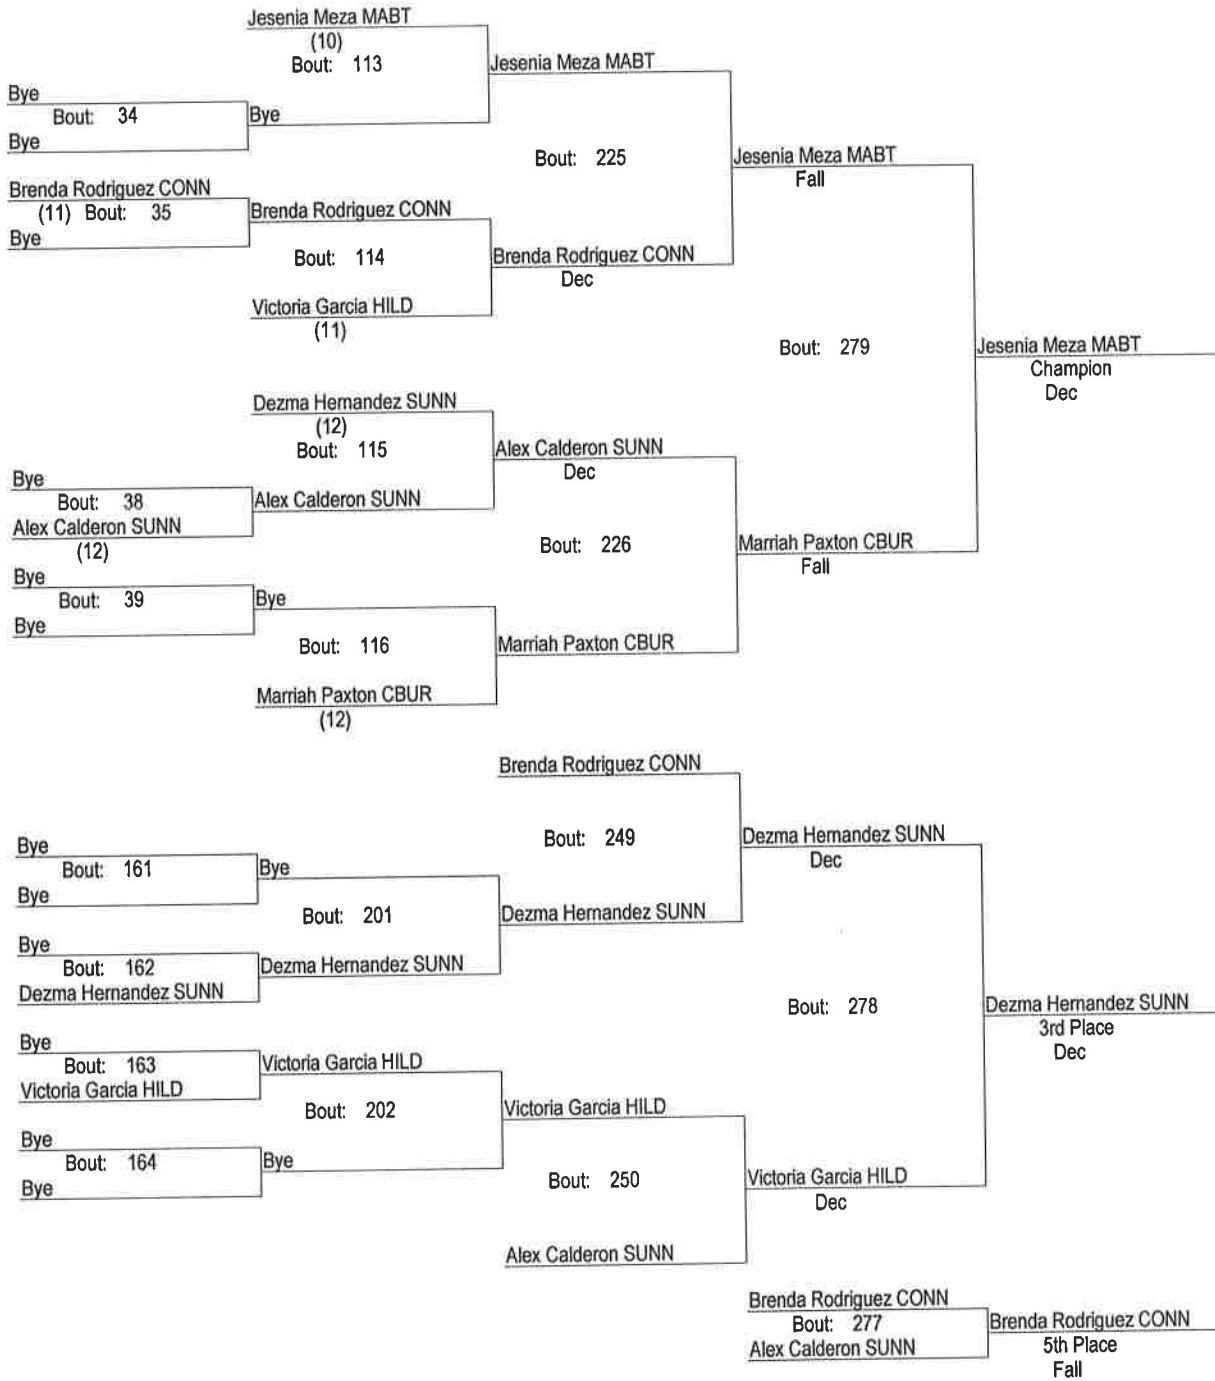 Jesenia Meza MABT
(10)
Bout: 113
Jesenia Meza MABT
Bye
Bout: 34
Bye
Bye
Bout: 225
Jesenia Meza MABT
Fall
Brenda Rodriguez CONN
(11) Bout: 35
Bye
Brenda Rodriguez CONN
Bout: 114
Brenda Rodriguez CONN
Dec
Victoria Garcia HILD
(11)
Bout: 279
Jesenia Meza MABT
Champion
Dec
Dezma Hernandez SUNN
(12)
Bout: 115
Alex Calderon SUNN
Dec
Bye
Bout: 38
Alex Calderon SUNN
(12)
Alex Calderon SUNN
Bout: 226
Marriah Paxton CBUR
Fall
Bye
Bout: 39
Bye
Bye
Bout: 116
Marriah Paxton CBUR
Marriah Paxton CBUR
(12)
Brenda Rodriguez CONN
Bout: 249
Dezma Hernandez SUNN
Dec
Bye
Bout: 161
Bye
Bye
Bout: 201
Dezma Hernandez SUNN
Bye
Bout: 162
Dezma Hernandez SUNN
Dezma Hernandez SUNN
Bout: 278
Dezma Hernandez SUNN
3rd Place
Dec
Bye
Bout: 163
Victoria Garcia HILD
Victoria Garcia HILD
Bout: 202
Victoria Garcia HILD
Bye
Bout: 164
Bye
Bye
Bout: 250
Victoria Garcia HILD
Dec
Alex Calderon SUNN
Brenda Rodriguez CONN
Bout: 277
Alex Calderon SUNN
Brenda Rodriguez CONN
5th Place
Fall